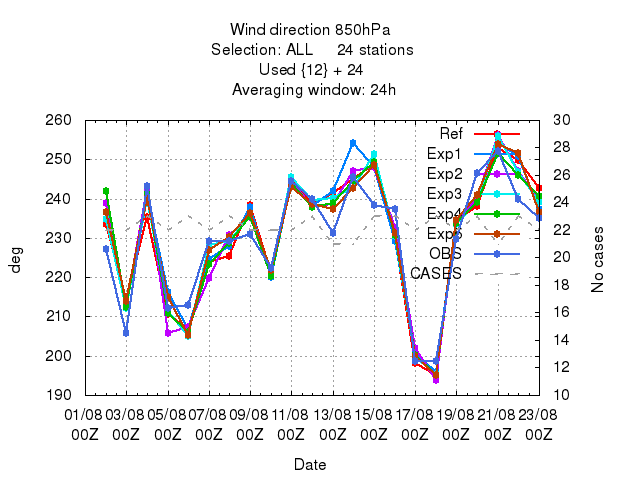 Wind direction 850hPa
Selection: ALL 24 stations
Used {12} + 24
Averaging window: 24h
260
250
240
230
220
210
200
190
deg
30
28
26
24
22
20
18
16
14
12
10
No cases
Ref
Exp1
Exp2
Exp3
Exp4
Exp5
OBS
CASES
01/08 03/08 05/08 07/08 09/08 11/08 13/08 15/08 17/08 19/08 21/08 23/08
00Z 00Z 00Z 00Z 00Z 00Z 00Z 00Z 00Z 00Z 00Z 00Z
Date